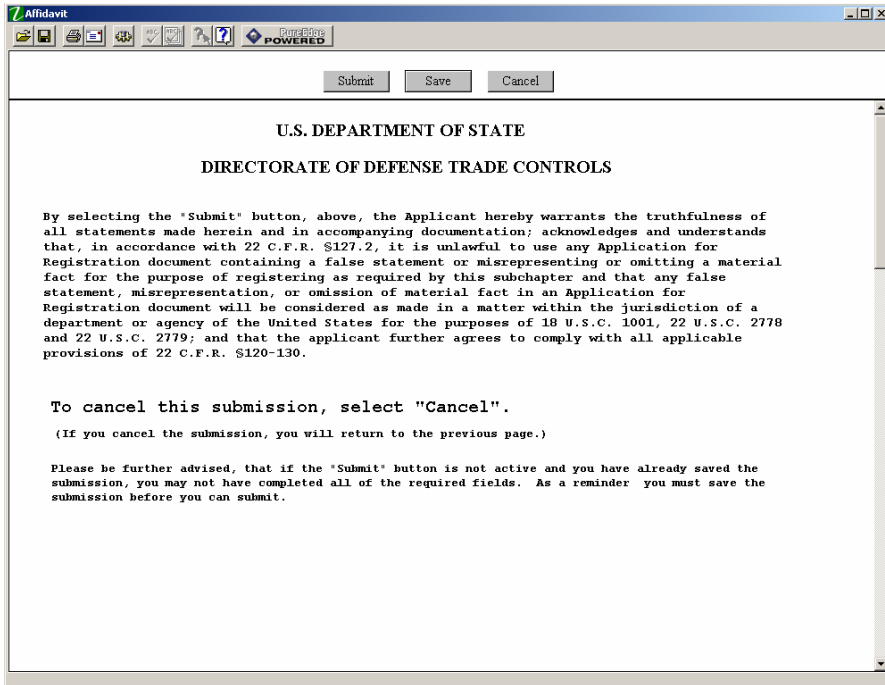 Affidavit
PureEdge
POWERED
Submit Save Cancel
U.S. DEPARTMENT OF STATE
DIRECTORATE OF DEFENSE TRADE CONTROLS
By selecting the "Submit" button, above, the Applicant hereby warrants the truthfulness of
all statements made herein and in accompanying documentation; acknowledges and understands
that, in accordance with 22 C.F.R. §127.2, it is unlawful to use any Application for
Registration document containing a false statement or misrepresenting or omitting a material
fact for the purpose of registering as required by this subchapter and that any false
statement, misrepresentation, or omission of material fact in an Application for
Registration document will be considered as made in a matter within the jurisdiction of a
department or agency of the United States for the purposes of 18 U.S.C. 1001, 22 U.S.C. 2778
and 22 U.S.C. 2779; and that the applicant further agrees to comply with all applicable
provisions of 22 C.F.R. §120-130.
To cancel this submission, select "Cancel".
(If you cancel the submission, you will return to the previous page.)
Please be further advised, that if the "Submit" button is not active and you have already saved the
submission, you may not have completed all of the required fields. As a reminder you must save the
submission before you can submit.